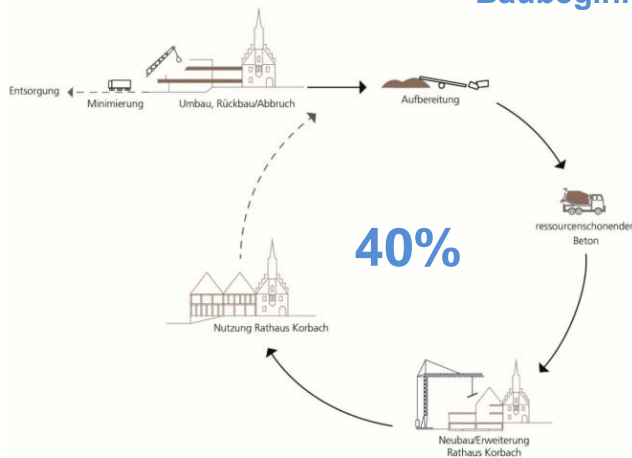 Entsorgung
Minimierung
Umbau, Rückbau/Abbruch
Aufbereitung
ressourcenschonender
Beton
40%
Nutzung Rathaus Korbach
Neubau/Erweiterung
Rathaus Korbach